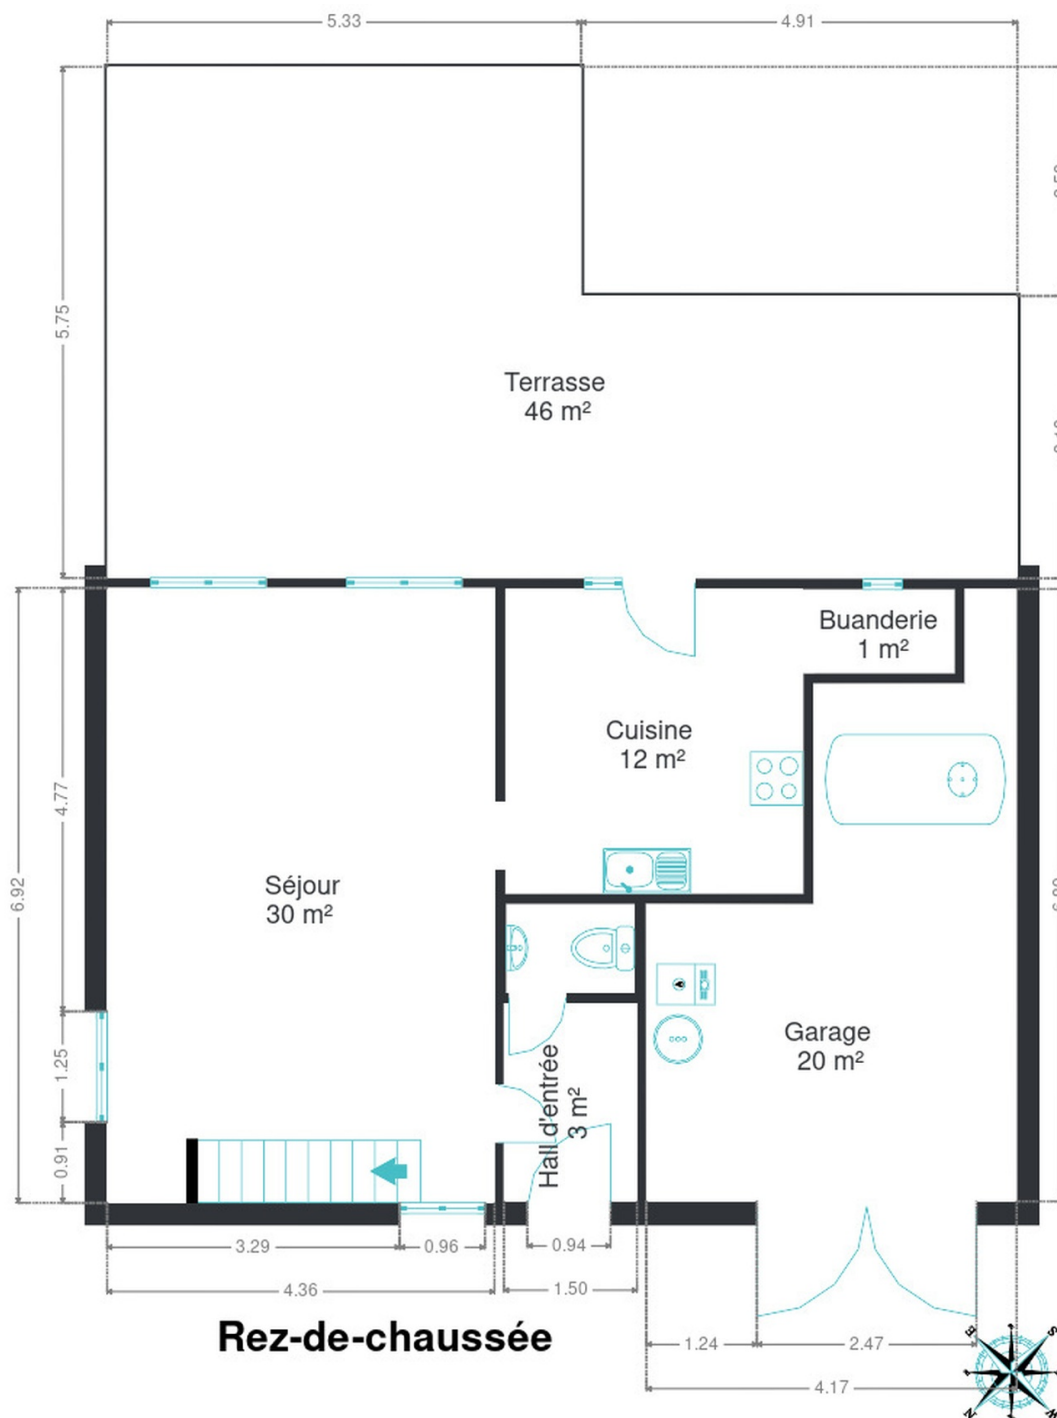 5.33
4.91
5.75
Terrasse
46 m²
Buanderie
1 m²
Cuisine
12 m²
4.77
6.92
Séjour
30 m²
Garage
20 m²
1.25
Hall d'entrée
3 m²
0.91
3.29
0.96
0.94
4.36
1.50
Rez-de-chaussée
1.24
2.47
4.17
E
S
N